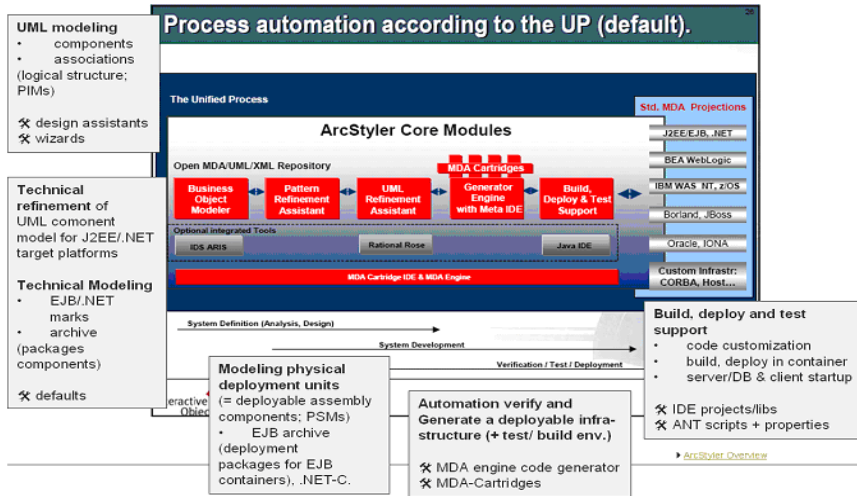 Process automation according to the UP (default).
26
UML modeling
• components
• associations
(logical structure;
PIMs)
design assistants
wizards
Technical
refinement of
UML comonent
model for J2EE/.NET
target platforms
Technical Modeling
• EJB/.NET
marks
• archive
(packages
components)
defaults
The Unified Process
ArcStyler Core Modules
Open MDA/UML/XML Repository
MDA Cartridges
Business
Object
Modeler
Pattern
Refinement
Assistant
UML
Refinement
Assistant
Generator
Engine
with Meta IDE
Build,
Deploy & Test
Support
Optional integrated Tools
IDS ARIS
Rational Rose
Java IDE
MDA Cartridge IDE & MDA Engine
Std. MDA Projections
J2EE/EJB, .NET
BEA WebLogic
IBM WAS NT, z/OS
Borland, JBoss
Oracle, IONA
Custom Infrastr:
CORBA, Host...
System Definition (Analysis, Design)
System Development
Verification / Test / Deployment
teractive
Objec
Modeling physical
deployment units
(= deployable assembly
components; PSMs)
• EJB archive
(deployment
packages for EJB
containers), .NET-C.
Automation verify and
Generate a deployable infra-
structure (+ test/ build env.)
MDA engine code generator
MDA-Cartridges
Build, deploy and test
support
• code customization
• build, deploy in container
• server/DB & client startup
IDE projects/libs
ANT scripts + properties
ArcStyler Overview